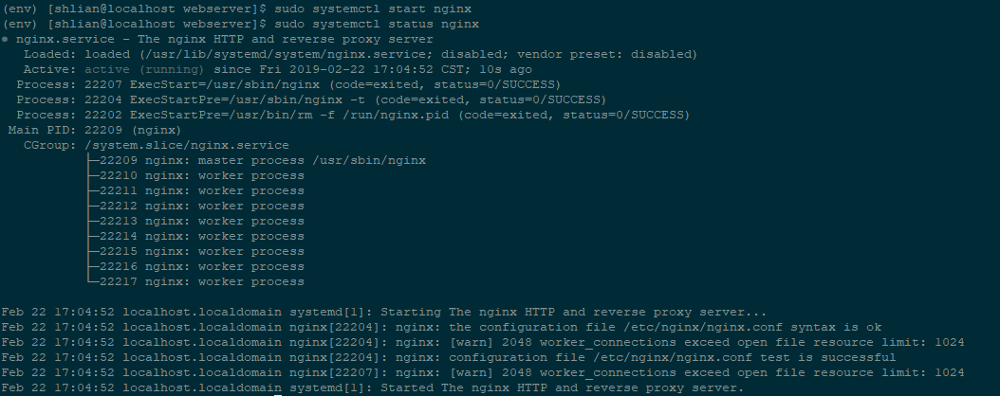 (env) [shlian@localhost webserver]$ sudo systemctl start nginx
(env) [shlian@localhost webserver]$ sudo systemctl status nginx
● nginx.service - The nginx HTTP and reverse proxy server
   Loaded: loaded (/usr/lib/systemd/system/nginx.service; disabled; vendor preset: disabled)
   Active: active (running) since Fri 2019-02-22 17:04:52 CST; 10s ago
  Process: 22207 ExecStart=/usr/sbin/nginx (code=exited, status=0/SUCCESS)
  Process: 22204 ExecStartPre=/usr/sbin/nginx -t (code=exited, status=0/SUCCESS)
  Process: 22202 ExecStartPre=/usr/bin/rm -f /run/nginx.pid (code=exited, status=0/SUCCESS)
 Main PID: 22209 (nginx)
   CGroup: /system.slice/nginx.service
           ├─22209 nginx: master process /usr/sbin/nginx
           ├─22210 nginx: worker process
           ├─22211 nginx: worker process
           ├─22212 nginx: worker process
           ├─22213 nginx: worker process
           ├─22214 nginx: worker process
           ├─22215 nginx: worker process
           ├─22216 nginx: worker process
           └─22217 nginx: worker process
Feb 22 17:04:52 localhost.localdomain systemd[1]: Starting The nginx HTTP and reverse proxy server...
Feb 22 17:04:52 localhost.localdomain nginx[22204]: nginx: the configuration file /etc/nginx/nginx.conf syntax is ok
Feb 22 17:04:52 localhost.localdomain nginx[22204]: nginx: [warn] 2048 worker_connections exceed open file resource limit: 1024
Feb 22 17:04:52 localhost.localdomain nginx[22204]: nginx: configuration file /etc/nginx/nginx.conf test is successful
Feb 22 17:04:52 localhost.localdomain nginx[22207]: nginx: [warn] 2048 worker_connections exceed open file resource limit: 1024
Feb 22 17:04:52 localhost.localdomain systemd[1]: Started The nginx HTTP and reverse proxy server.